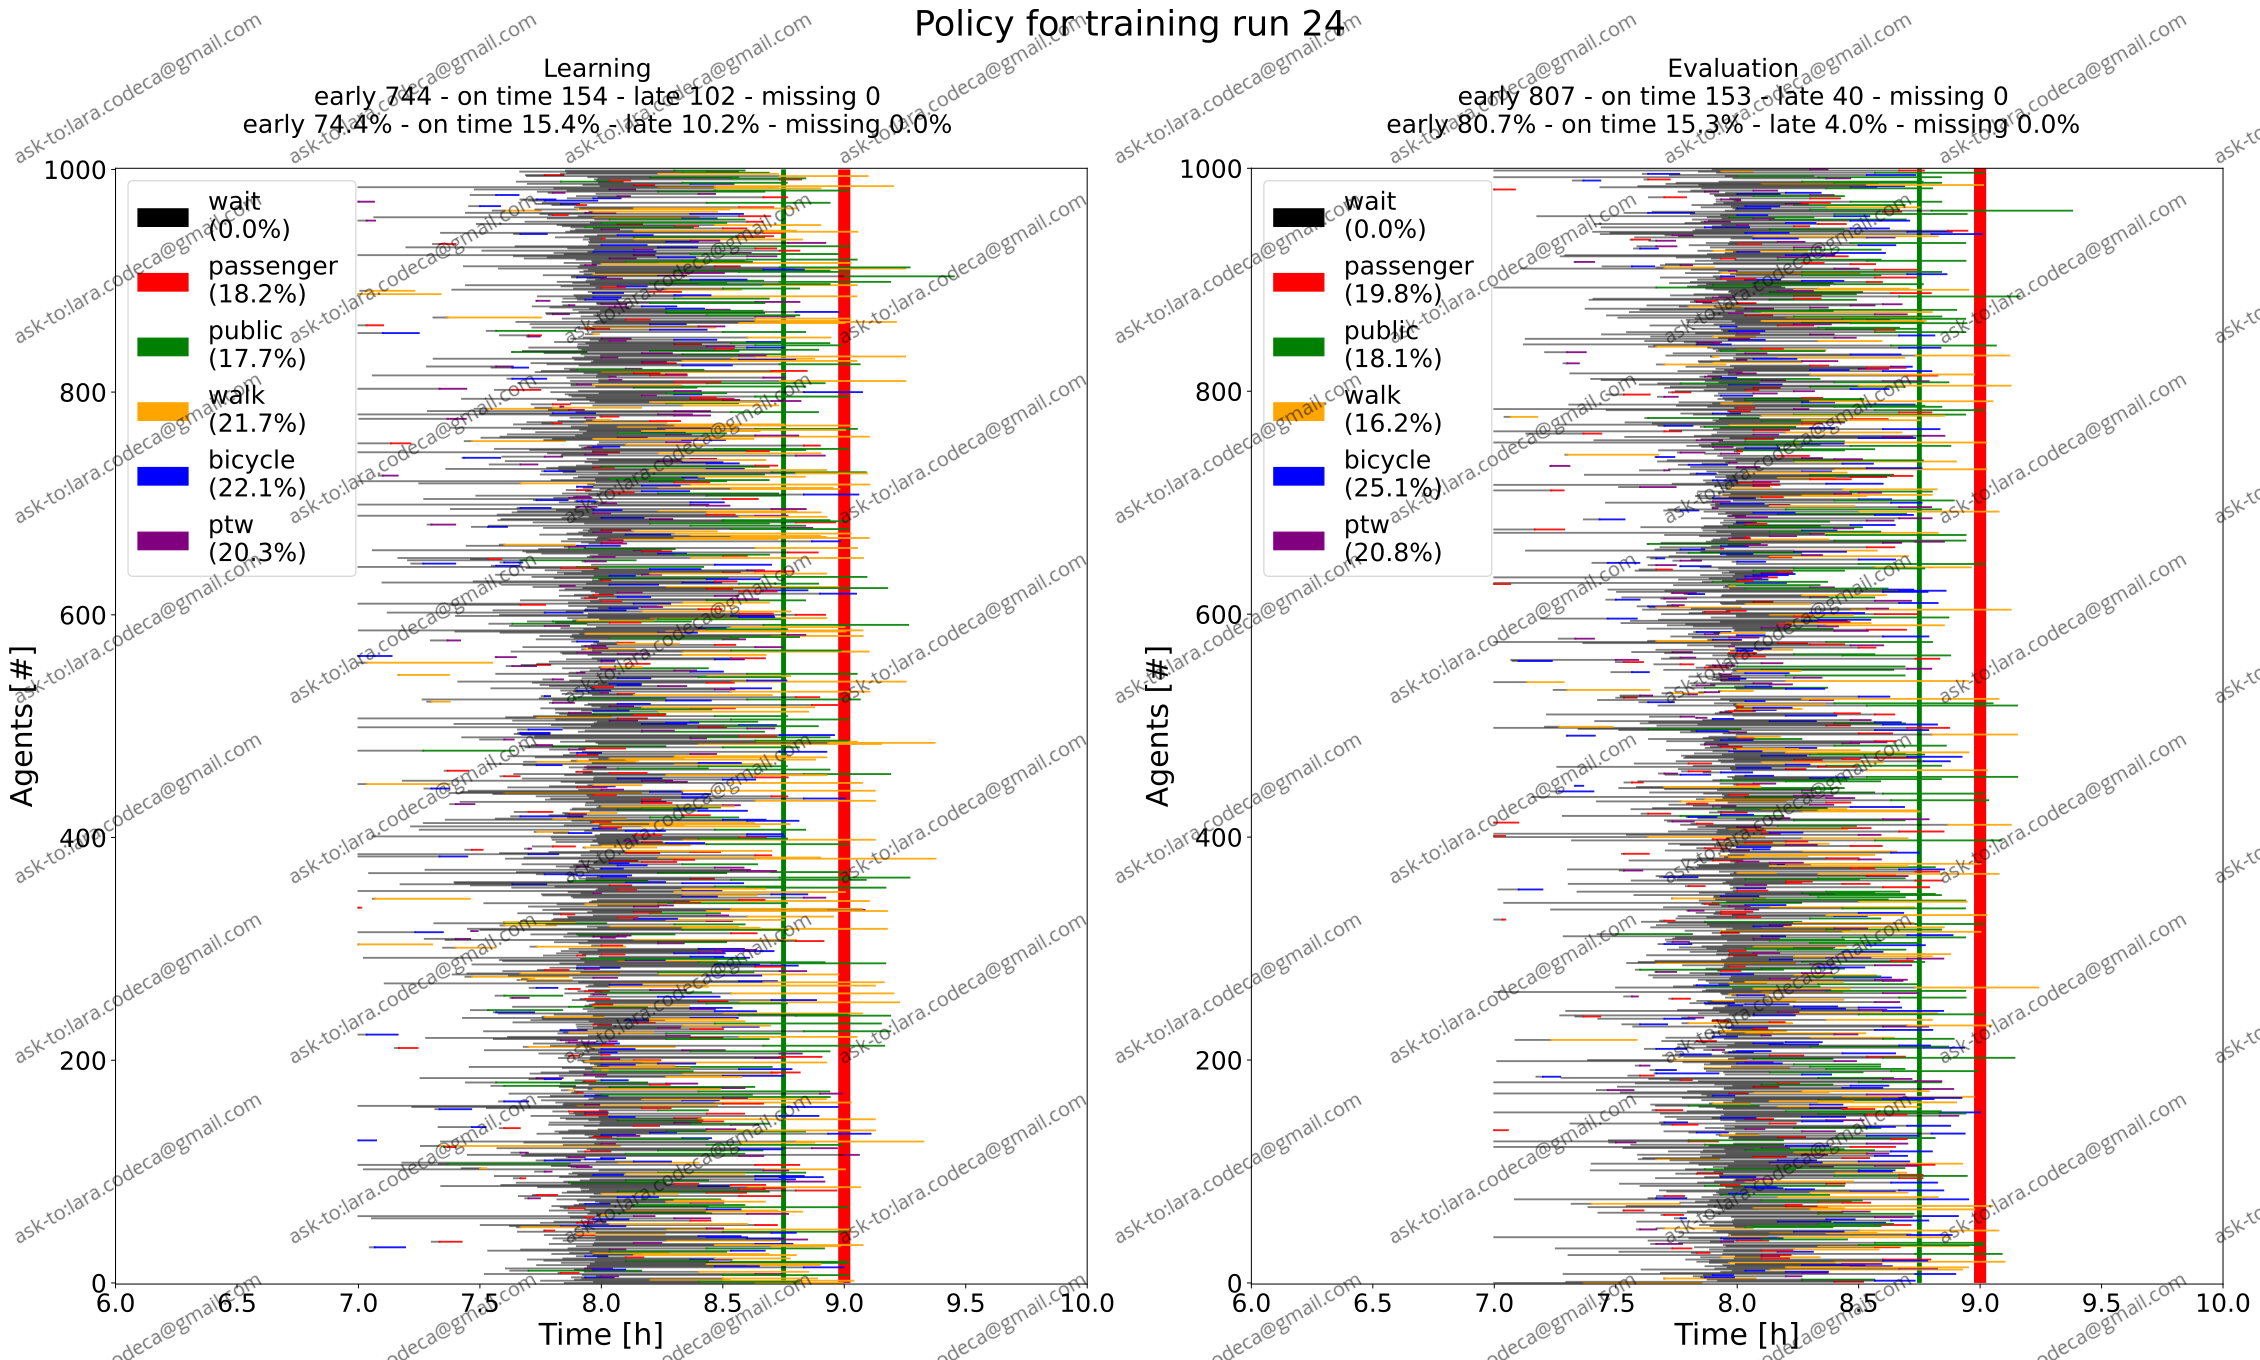 Policy for training run 24
Learning
early 744 - on time 154 - late 102 - missing 0
early 74.4% - on time 15.4% - late 10.2% - missing 0.0%
Evaluation
early 807 - on time 153 - late 40 - missing 0
early 80.7% - on time 15.3% - late 4.0% - missing 0.0%
wait
(0.0%)
passenger
(18.2%)
public
(17.7%)
walk
(21.7%)
bicycle
(22.1%)
ptw
(20.3%)
wait
(0.0%)
passenger
(19.8%)
public
(18.1%)
walk
(16.2%)
bicycle
(25.1%)
ptw
(20.8%)
Agents [#]
1000
800
600
400
200
0
6.0 6.5 7.0 7.5 8.0 8.5 9.0 9.5 10.0
Time [h]
Agents [#]
1000
800
600
400
200
0
6.0 6.5 7.0 7.5 8.0 8.5 9.0 9.5 10.0
Time [h]
ask-to:lara.codeca@gmail.com